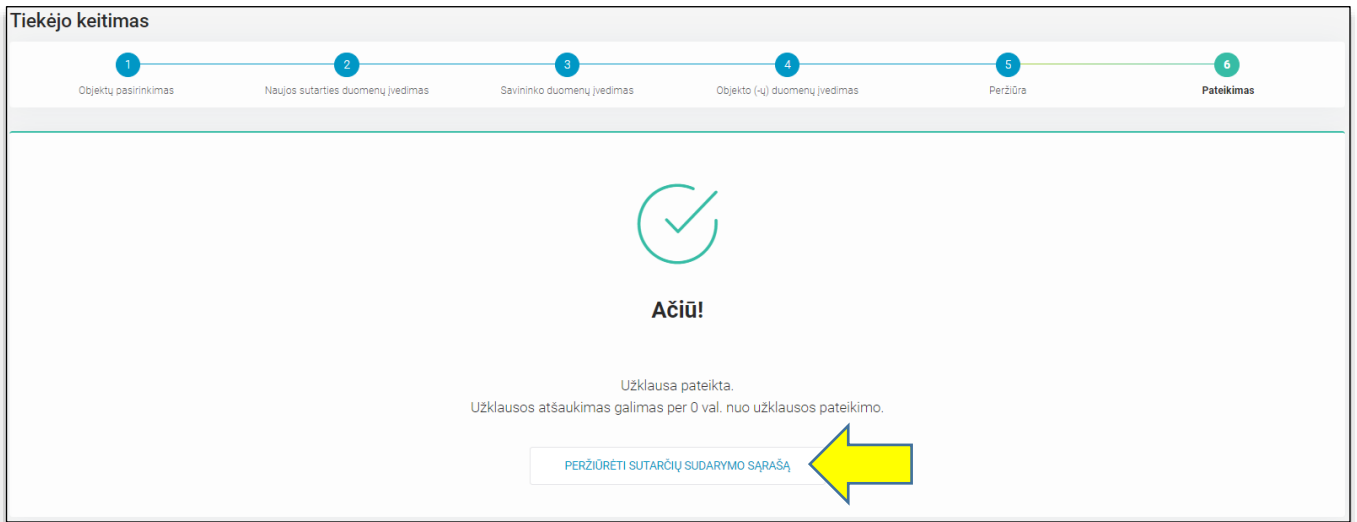 Tiekėjo keitimas
1 2 3 4 5 6
Objektų pasirinkimas Naujos sutarties duomenų įvedimas Savininko duomenų įvedimas Objekto (-ų) duomenų įvedimas Peržiūra Pateikimas
Ačiū!
Užklausa pateikta.
Užklausos atšaukimas galimas per 0 val. nuo užklausos pateikimo.
PERŽIŪRĖTI SUTARČIŲ SUDARYMO SĄRAŠĄ